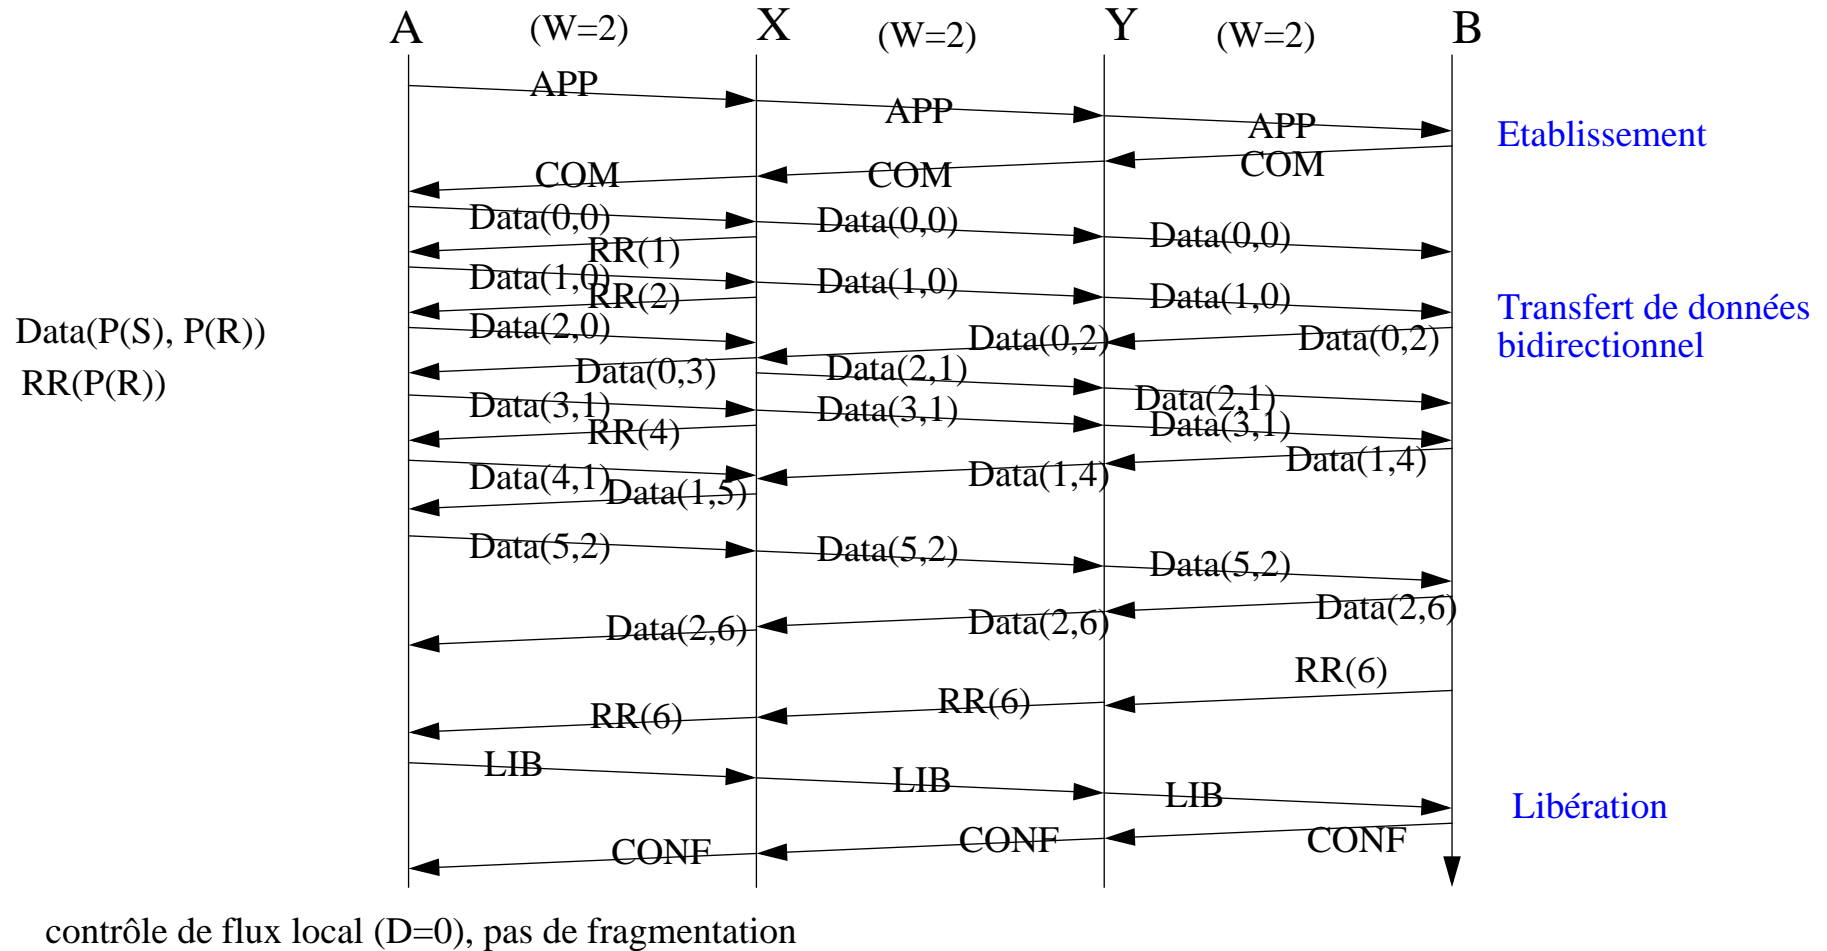 A
(W=2)
X
(W=2)
Y
(W=2)
B
APP
APP
APP
Etablissement
COM
COM
COM
Data(0,0)
Data(0,0)
Data(0,0)
RR(1)
Data(1,0)
Data(1,0)
Data(1,0)
RR(2)
Transfert de données
bidirectionnel
Data(P(S), P(R))
RR(P(R))
Data(2,0)
Data(0,2)
Data(0,2)
Data(0,3)
Data(2,1)
Data(2,1)
Data(3,1)
Data(3,1)
Data(3,1)
RR(4)
Data(4,1)
Data(1,4)
Data(1,4)
Data(1,5)
Data(5,2)
Data(5,2)
Data(5,2)
Data(2,6)
Data(2,6)
Data(2,6)
RR(6)
RR(6)
RR(6)
LIB
LIB
LIB
Libération
CONF
CONF
CONF
contrôle de flux local (D=0), pas de fragmentation